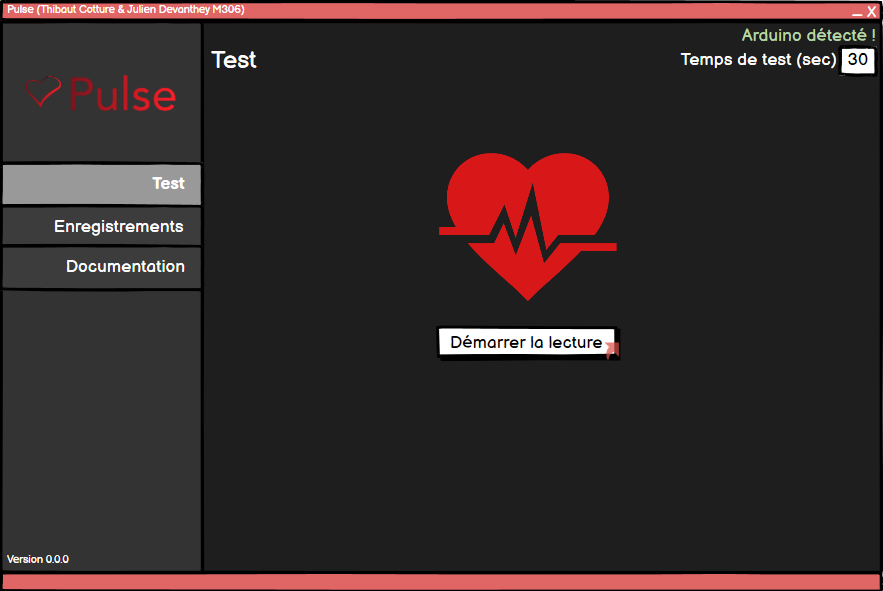 Pulse (Thibaut Cotture & Julien Devanthey M306)
_ X
Arduino détecté !
Test
Temps de test (sec) 30
Pulse
Test
Enregistrements
Documentation
Démarrer la lecture
Version 0.0.0